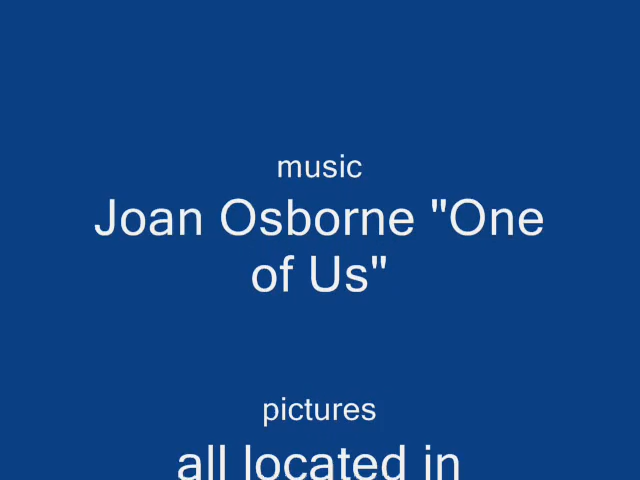 music
Joan Osborne "One
of Us"
pictures
all located in